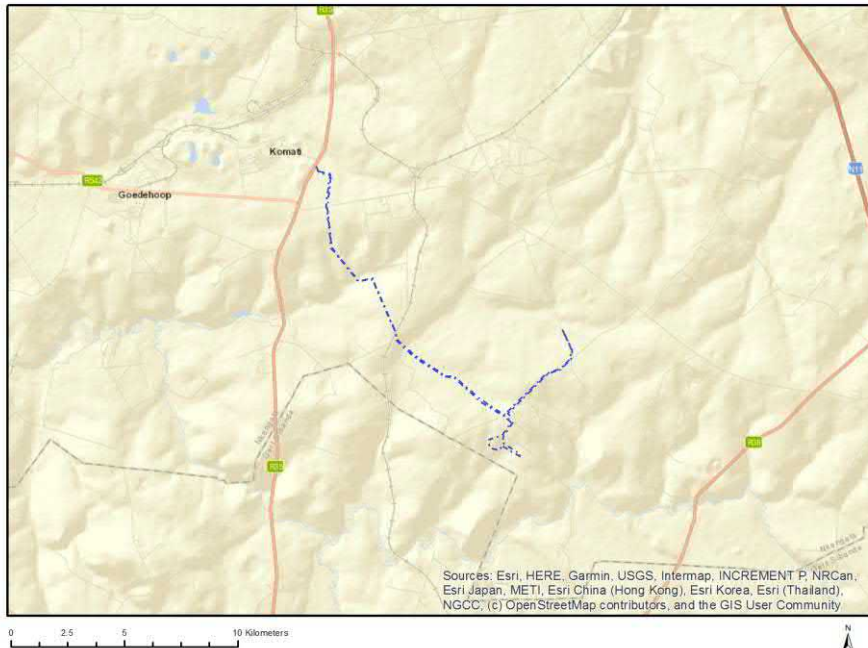 Komati
R542
Goedehoop
N11
R35
R38
Nkangala
Sources: Esri, HERE, Garmin, USGS, Intermap, INCREMENT P, NRCan,
Esri Japan, METI, Esri China (Hong Kong), Esri Korea, Esri (Thailand),
NGCC, (c) OpenStreetMap contributors, and the GIS User Community
0 2.5 5 10 Kilometers
N